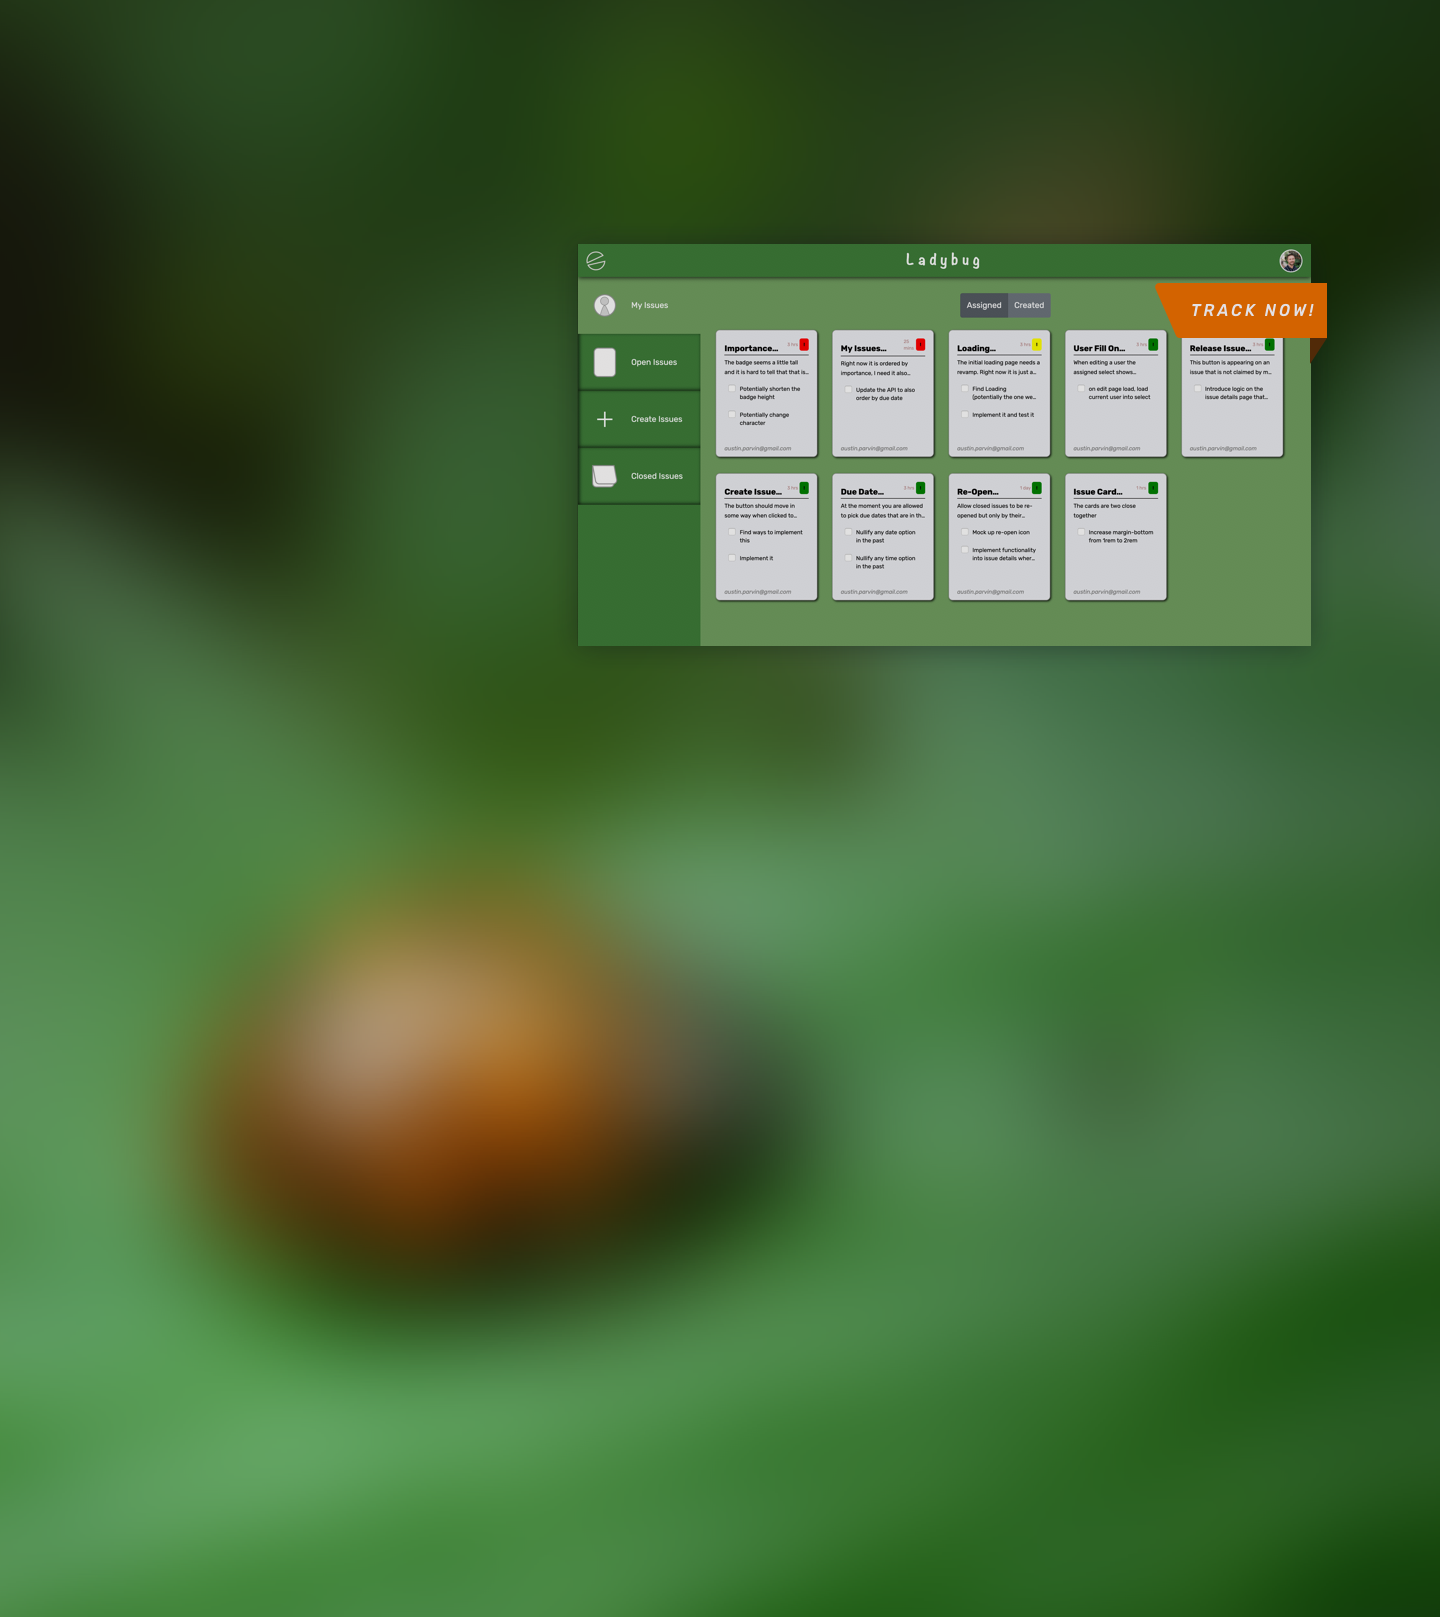 Ladybug
My Issues
Open Issues
Create Issues
Closed Issues
Assigned
Created
TRACK NOW!
Importance...
3 hrs
!
The badge seems a little tall
and it is hard to tell that that is...
Potentially shorten the
badge height
Potentially change
character
austin.parvin@gmail.com
My Issues...
23
mins
!
Right now it is ordered by
importance, I need it also...
Update the API to also
order by due date
austin.parvin@gmail.com
Loading...
3 hrs
!
The initial loading page needs a
revamp. Right now it is just a...
Find Loading
(potentially the one we...
Implement it and test it
austin.parvin@gmail.com
User Fill On...
3 hrs
!
When editing a user the
assigned select shows...
on edit page load, load
current user into select
austin.parvin@gmail.com
Release Issue...
3 hrs
!
This button is appearing on an
issue that is not claimed by m...
Introduce logic on the
issue details page that...
austin.parvin@gmail.com
Create Issue...
3 hrs
!
The button should move in
some way when clicked to...
Find ways to implement
this
Implement it
austin.parvin@gmail.com
Due Date...
3 hrs
!
At the moment you are allowed
to pick due dates that are in th...
Nullify any date option
in the past
Nullify any time option
in the past
austin.parvin@gmail.com
Re-Open...
1 day
!
Allow closed issues to be re-
opened but only by their...
Mock up re-open icon
Implement functionality
into issue details wher...
austin.parvin@gmail.com
Issue Card...
1 hrs
!
The cards are two close
together
Increase margin-bottom
from 1rem to 2rem
austin.parvin@gmail.com